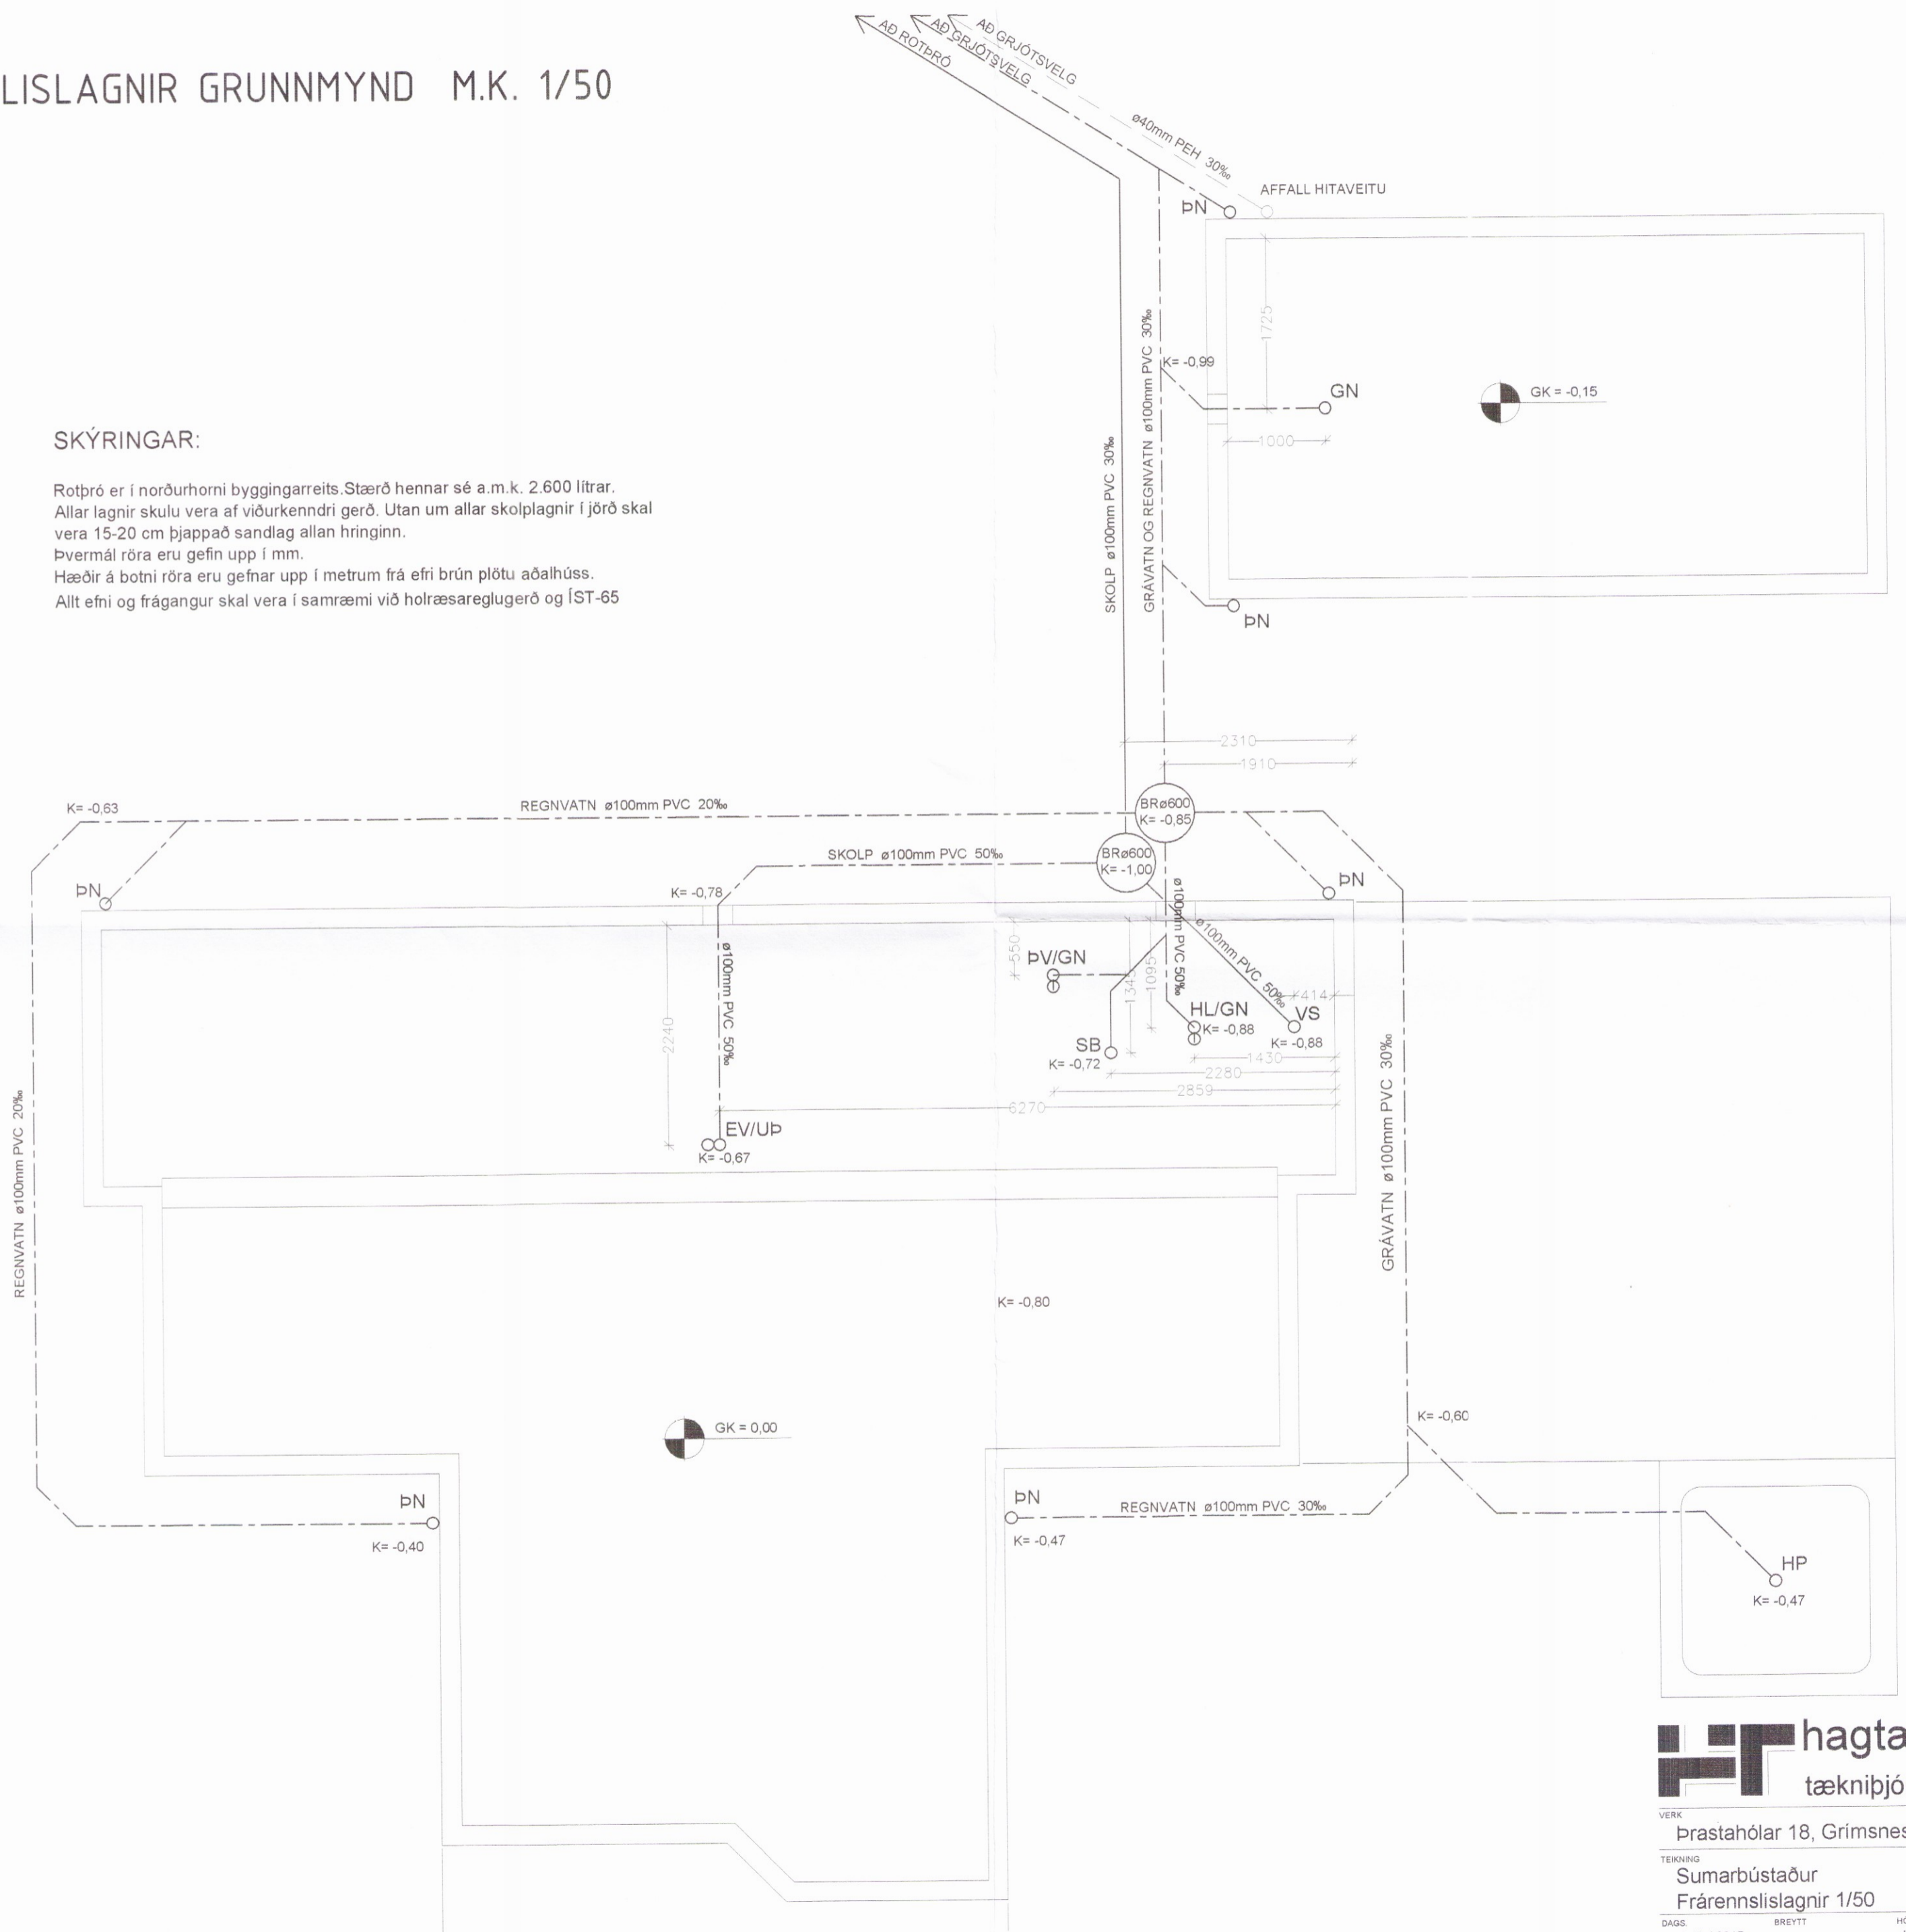 LISLAGNIR GRUNNMYND M.K. 1/50
AÐ ROTÞRÓ
AÐ GRJÓTSVELG
AÐ GRJÓTSVELG
ø40mm PEH 30‰
AFFALL HITAVEITU
ÞN
1725
GRÁVATN OG REGNVATN ø100mm PVC 30‰
K= -0,99
GN
GK = -0,15
1000
SKOLP ø100mm PVC 30‰
SKÝRINGAR:
Rotþró er í norðurhorni byggingarreits.Stærð hennar sé a.m.k. 2.600 lítrar.
Allar lagnir skulu vera af viðurkenndri gerð. Utan um allar skolplagnir í jörð skal
vera 15-20 cm þjappað sandlag allan hringinn.
Þvermál röra eru gefin upp í mm.
Hæðir á botni röra eru gefnar upp í metrum frá efri brún plötu aðalhúss.
Allt efni og frágangur skal vera í samræmi við holræsareglugerð og ÍST-65
ÞN
2310
1910
K= -0,63
REGNVATN ø100mm PVC 20‰
BRø600
K= -0,85
SKOLP ø100mm PVC 50‰
BRø600
K= -1,00
ÞN
K= -0,78
ÞN
ø100mm PVC 50‰
ø100mm PVC 50‰
ø100mm PVC 50‰
550
ÞV/GN
1345
1095
414
2240
HL/GN
K= -0,88
VS
K= -0,88
SB
K= -0,72
1430
2280
2859
6270
EV/UÞ
K= -0,67
REGNVATN ø100mm PVC 20‰
GRÁVATN ø100mm PVC 30‰
K= -0,80
GK = 0,00
K= -0,60
ÞN
K= -0,40
ÞN
K= -0,47
REGNVATN ø100mm PVC 30‰
HP
K= -0,47
hagta
tækniþjó
VERK
Þrastahólar 18, Grímsnes
TEIKNING
Sumarbústaður
Frárennslislagnir 1/50
DAGS.
BREYTT